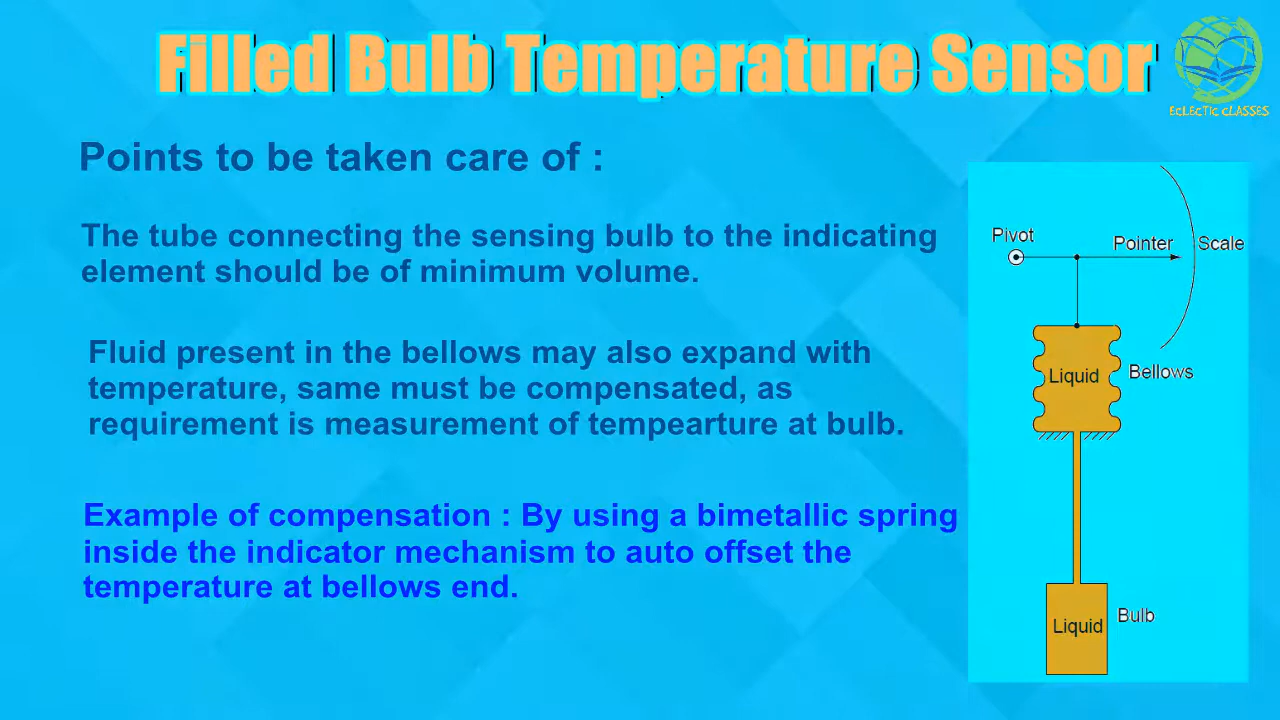 Filled Bulb Temperature Sensor
ECLECTIC CLASSES
Points to be taken care of :
The tube connecting the sensing bulb to the indicating
element should be of minimum volume.
Fluid present in the bellows may also expand with
temperature, same must be compensated, as
requirement is measurement of tempearture at bulb.
Example of compensation : By using a bimetallic spring
inside the indicator mechanism to auto offset the
temperature at bellows end.
Pivot
Pointer
Scale
Liquid
Bellows
Liquid
Bulb